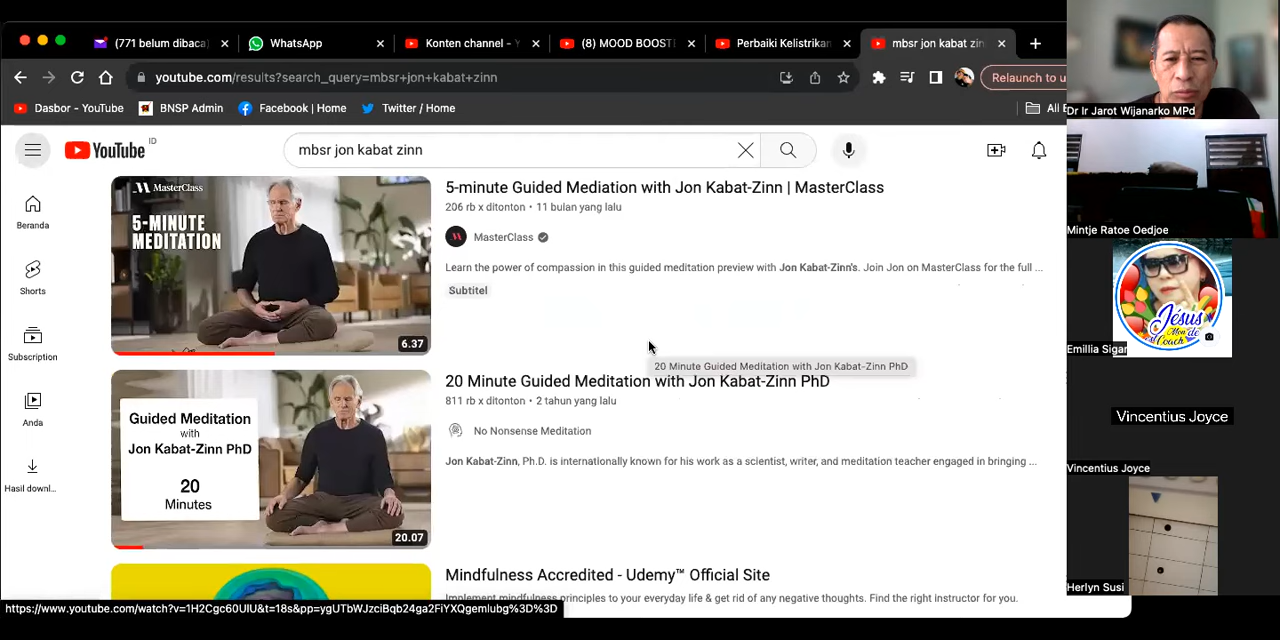 (771 belum dibaca)
WhatsApp
Konten channel - Y
(8) MOOD BOOST
Perbaiki Kelistrikan
mbsr jon kabat zinn
youtube.com/results?search_query=mbsr+jon+kabat+zinn
Relaunch to u
Dasbor - YouTube
BNSP Admin
Facebook | Home
Twitter / Home
All B
YouTube ID
mbsr jon kabat zinn
Beranda
Shorts
Subscription
Anda
Hasil downl...
MasterClass
5-MINUTE
MEDITATION
6.37
5-minute Guided Mediation with Jon Kabat-Zinn | MasterClass
206 rb x ditonton • 11 bulan yang lalu
MasterClass
Learn the power of compassion in this guided meditation preview with Jon Kabat-Zinn's. Join Jon on MasterClass for the full ...
Subtitel
20 Minute Guided Meditation with Jon Kabat-Zinn PhD
Guided Meditation
with
Jon Kabat-Zinn PhD
20
Minutes
20.07
20 Minute Guided Meditation with Jon Kabat-Zinn PhD
811 rb x ditonton • 2 tahun yang lalu
No Nonsense Meditation
Jon Kabat-Zinn, Ph.D. is internationally known for his work as a scientist, writer, and meditation teacher engaged in bringing ...
Mindfulness Accredited - Udemy™ Official Site
Implement mindfulness principles to your everyday life & get rid of any negative thoughts. Find the right instructor for you.
https://www.youtube.com/watch?v=1H2Cgc60UIU&t=18s&pp=ygUTbWJzciBqb24ga2FiYXQgemlubg%3D%3D
Dr Ir Jarot Wijanarko MPd
Mintje Ratoe Oedjoe
Jésus
Mon de
Coach
Emillia Sigar
Vincentius Joyce
Vincentius Joyce
Herlyn Susi